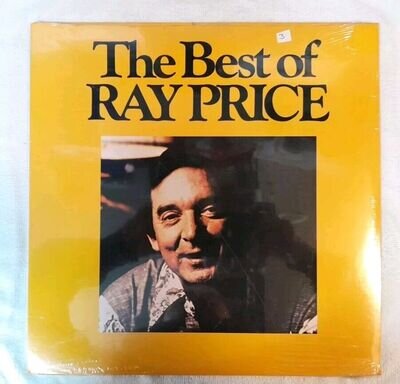 The Best of
RAY PRICE
3